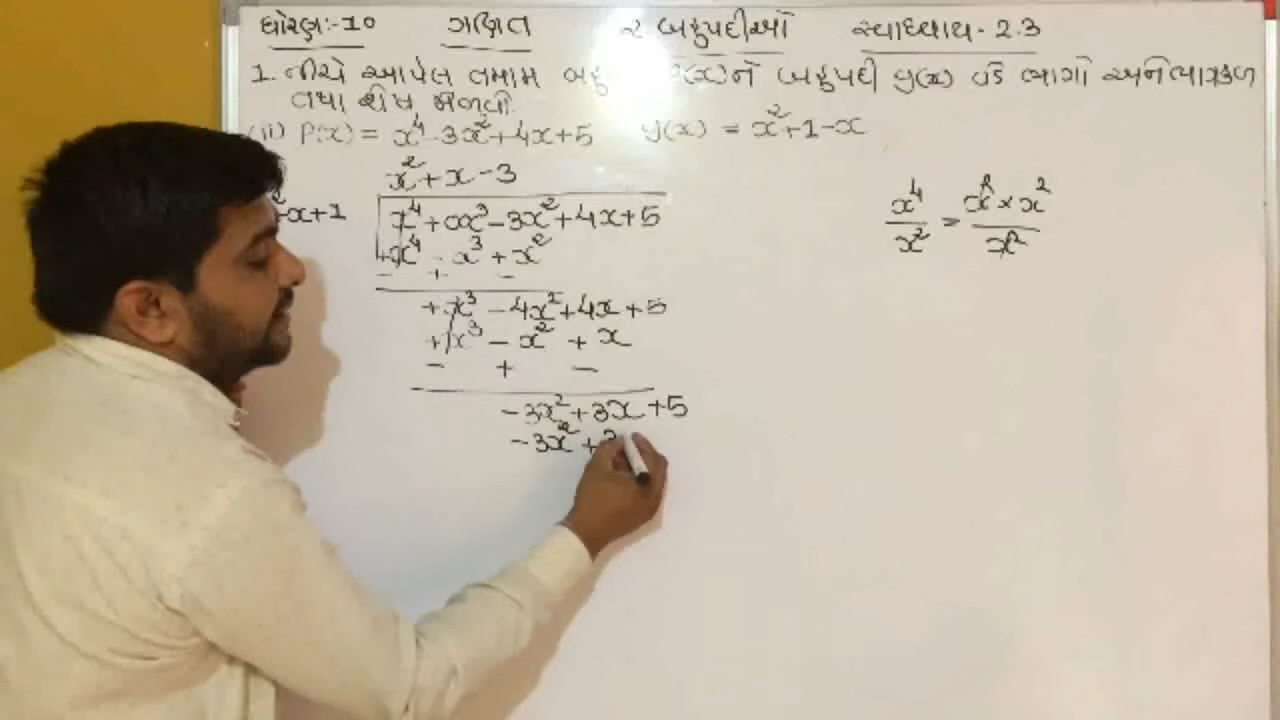 ધોરણ:-10 ગણિત ૨ બહુપદીઓ સ્વાધ્યાય-2.3
1. નીચે આપેલ તમામ (x)ને બહુપદી g(x) વડે ભાગો અને ભાગફળ
તથા શેષ મેળવો.
(ii) P(x) = x⁴-3x²+4x+5 g(x) = x²+1-x
x²+x-3
²-x+1 x⁴+0x³-3x²+4x+5
+x⁴ - x³ + x²
- + -
+x³ - 4x²+4x+5
+x³ - x² + x
- + -
-3x²+3x+5
-3x²+3
x⁴/x² = x²×x²/x²